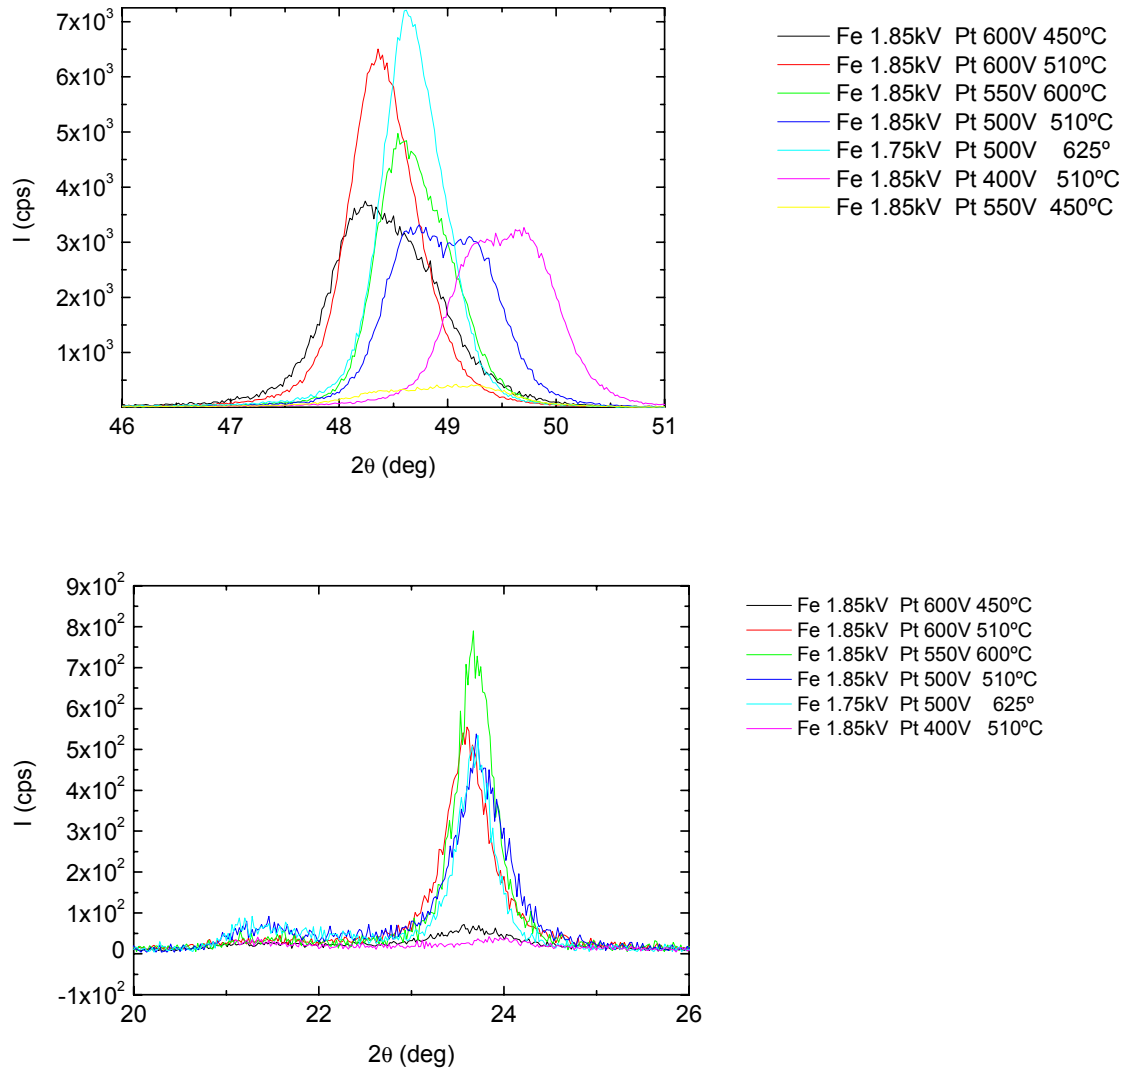 7x10³
6x10³
5x10³
4x10³
3x10³
2x10³
1x10³
I (cps)
46 47 48 49 50 51
2θ (deg)
Fe 1.85kV Pt 600V 450ºC
Fe 1.85kV Pt 600V 510ºC
Fe 1.85kV Pt 550V 600ºC
Fe 1.85kV Pt 500V 510ºC
Fe 1.75kV Pt 500V 625º
Fe 1.85kV Pt 400V 510ºC
Fe 1.85kV Pt 550V 450ºC
9x10²
8x10²
7x10²
6x10²
5x10²
4x10²
3x10²
2x10²
1x10²
0
-1x10²
I (cps)
20 22 24 26
2θ (deg)
Fe 1.85kV Pt 600V 450ºC
Fe 1.85kV Pt 600V 510ºC
Fe 1.85kV Pt 550V 600ºC
Fe 1.85kV Pt 500V 510ºC
Fe 1.75kV Pt 500V 625º
Fe 1.85kV Pt 400V 510ºC